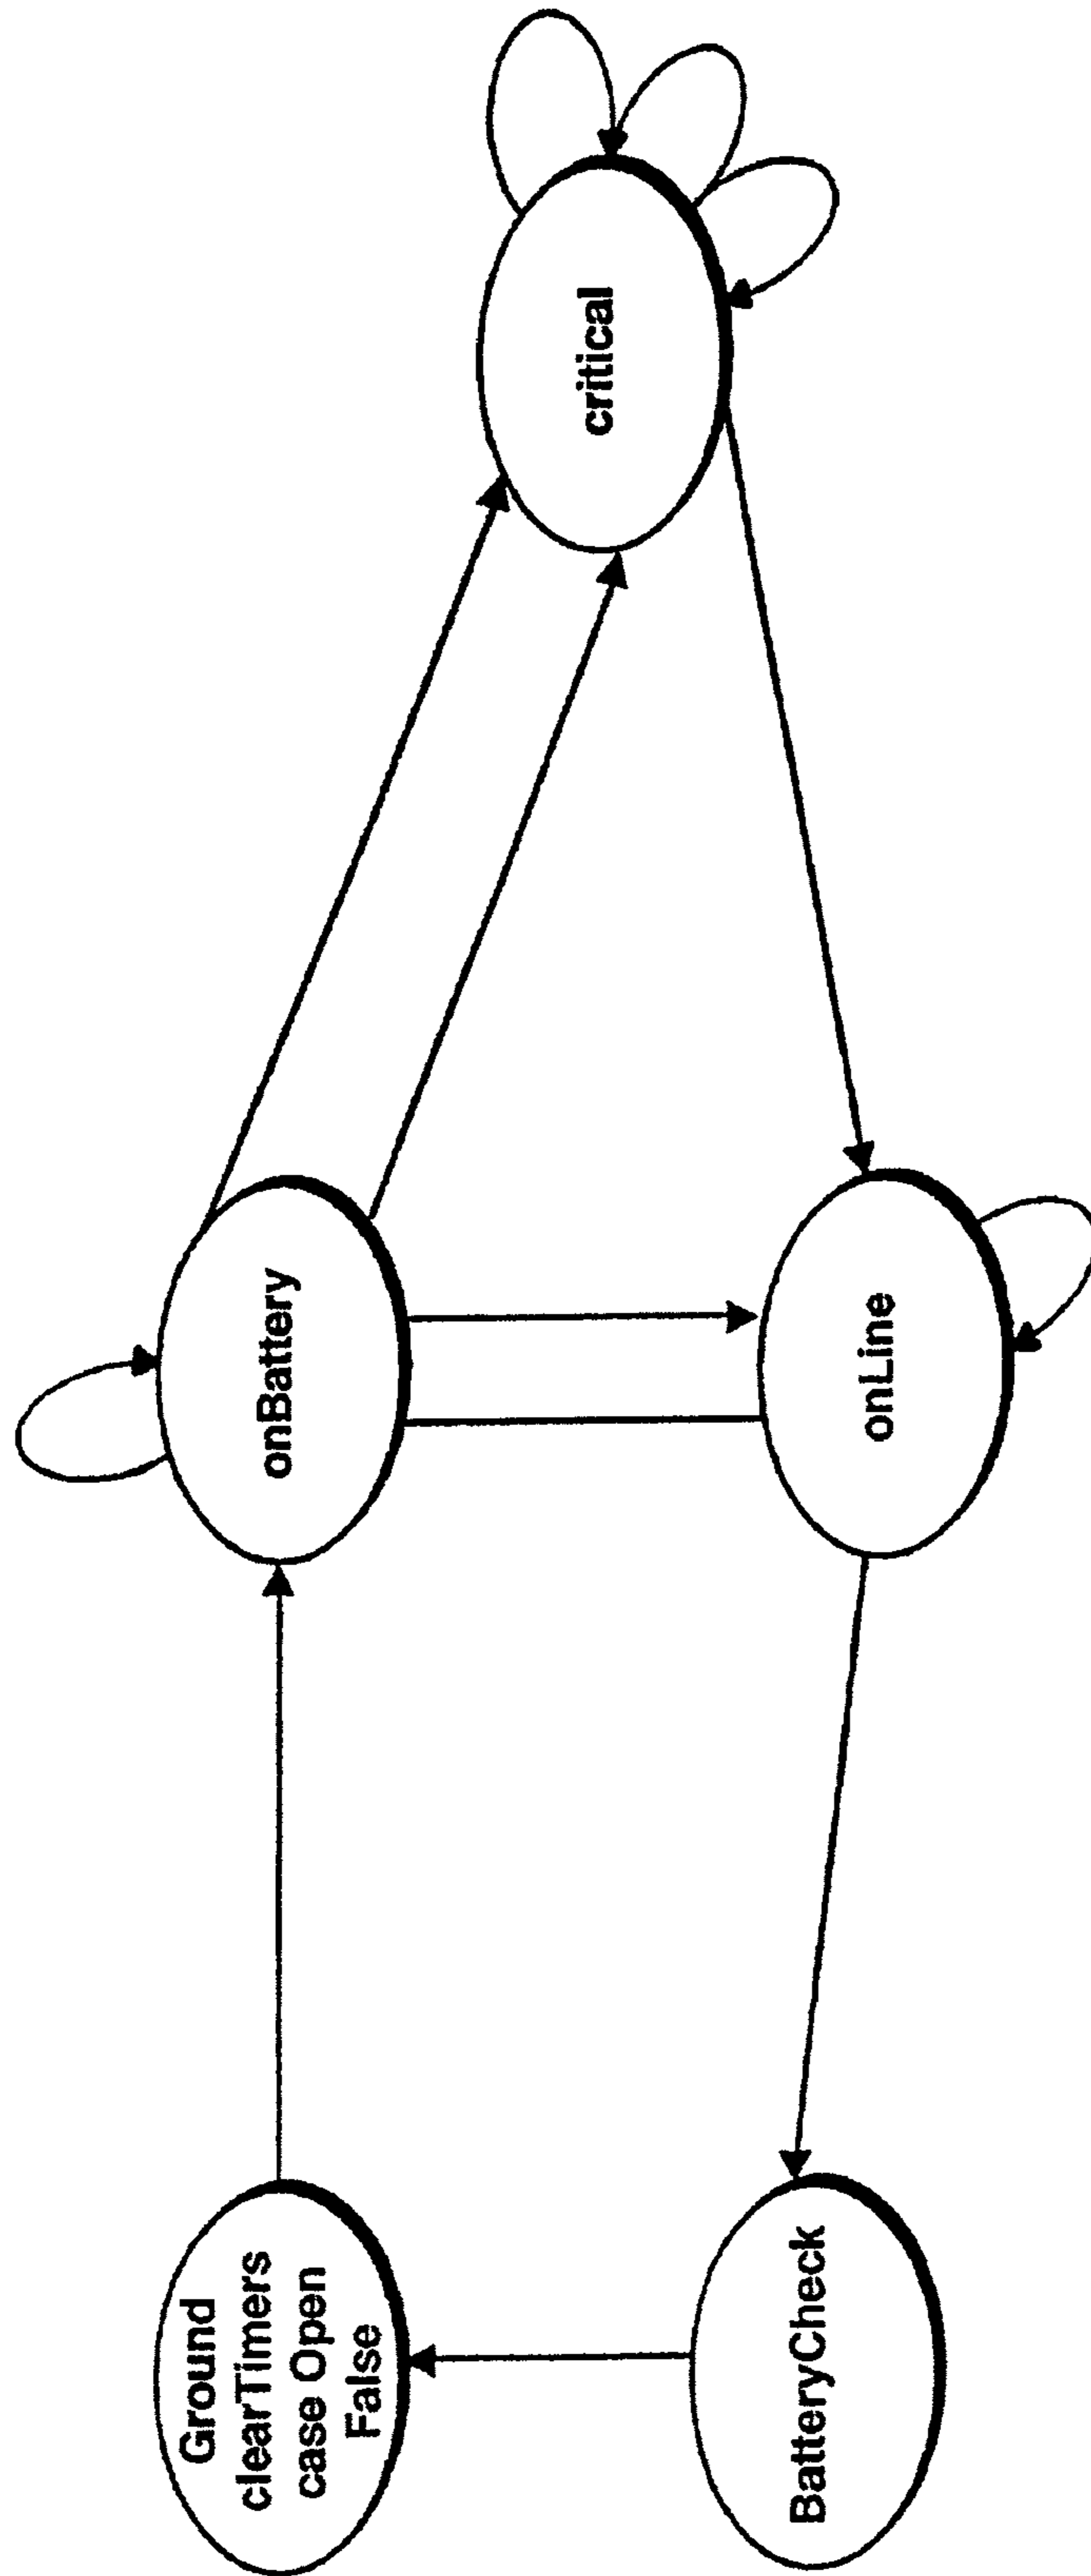 Ground
clearTimers
case Open
False
onBattery
critical
BatteryCheck
onLine